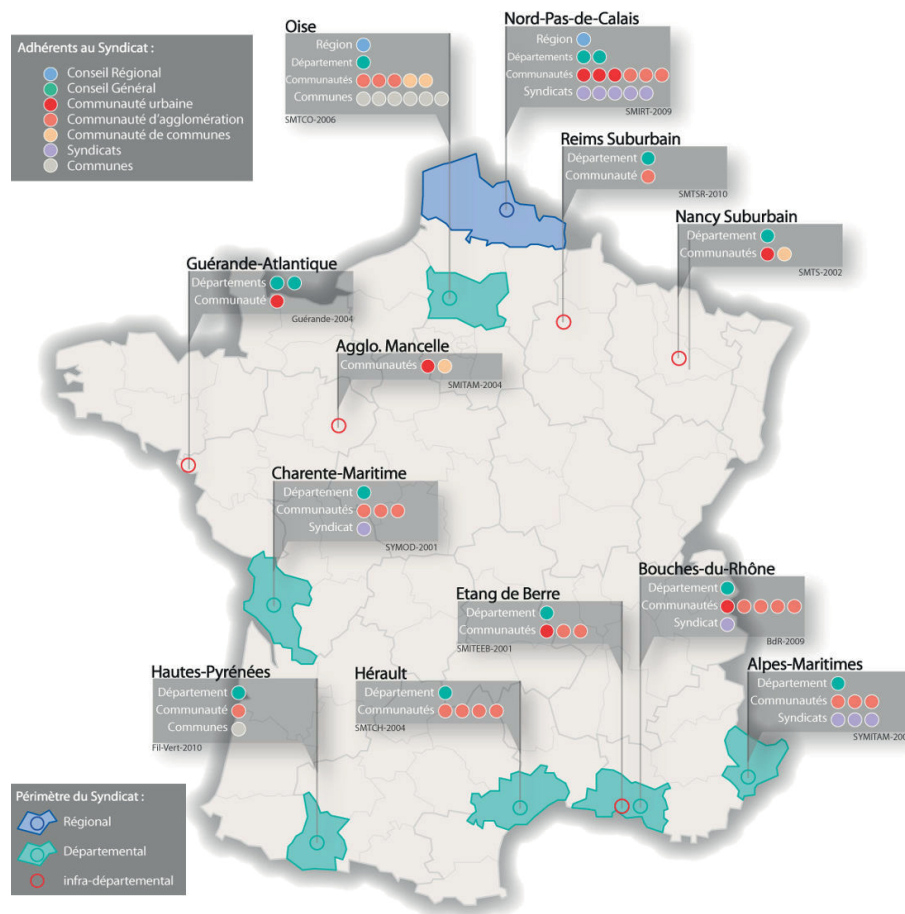 Adhérents au Syndicat :
Conseil Régional
Conseil Général
Communauté urbaine
Communauté d'agglomération
Communauté de communes
Syndicats
Communes
Oise
Région
Département
Communautés
Communes
SMTCO-2006
Nord-Pas-de-Calais
Région
Départements
Communautés
Syndicats
SMIRT-2009
Reims Suburbain
Département
Communauté
SMTSR-2010
Nancy Suburbain
Département
Communautés
SMTS-2002
Guérande-Atlantique
Départements
Communauté
Guérande-2004
Agglo. Mancelle
Communautés
SMITAM-2004
Charente-Maritime
Département
Communautés
Syndicat
SYMOD-2001
Etang de Berre
Département
Communautés
SMITEEB-2001
Bouches-du-Rhône
Département
Communautés
Syndicat
BdR-2009
Hautes-Pyrénées
Département
Communauté
Communes
Fil-Vert-2010
Hérault
Département
Communautés
SMTCH-2004
Alpes-Maritimes
Département
Communautés
Syndicats
SYMITAM-200
Périmètre du Syndicat :
Régional
Départemental
infra-départemental